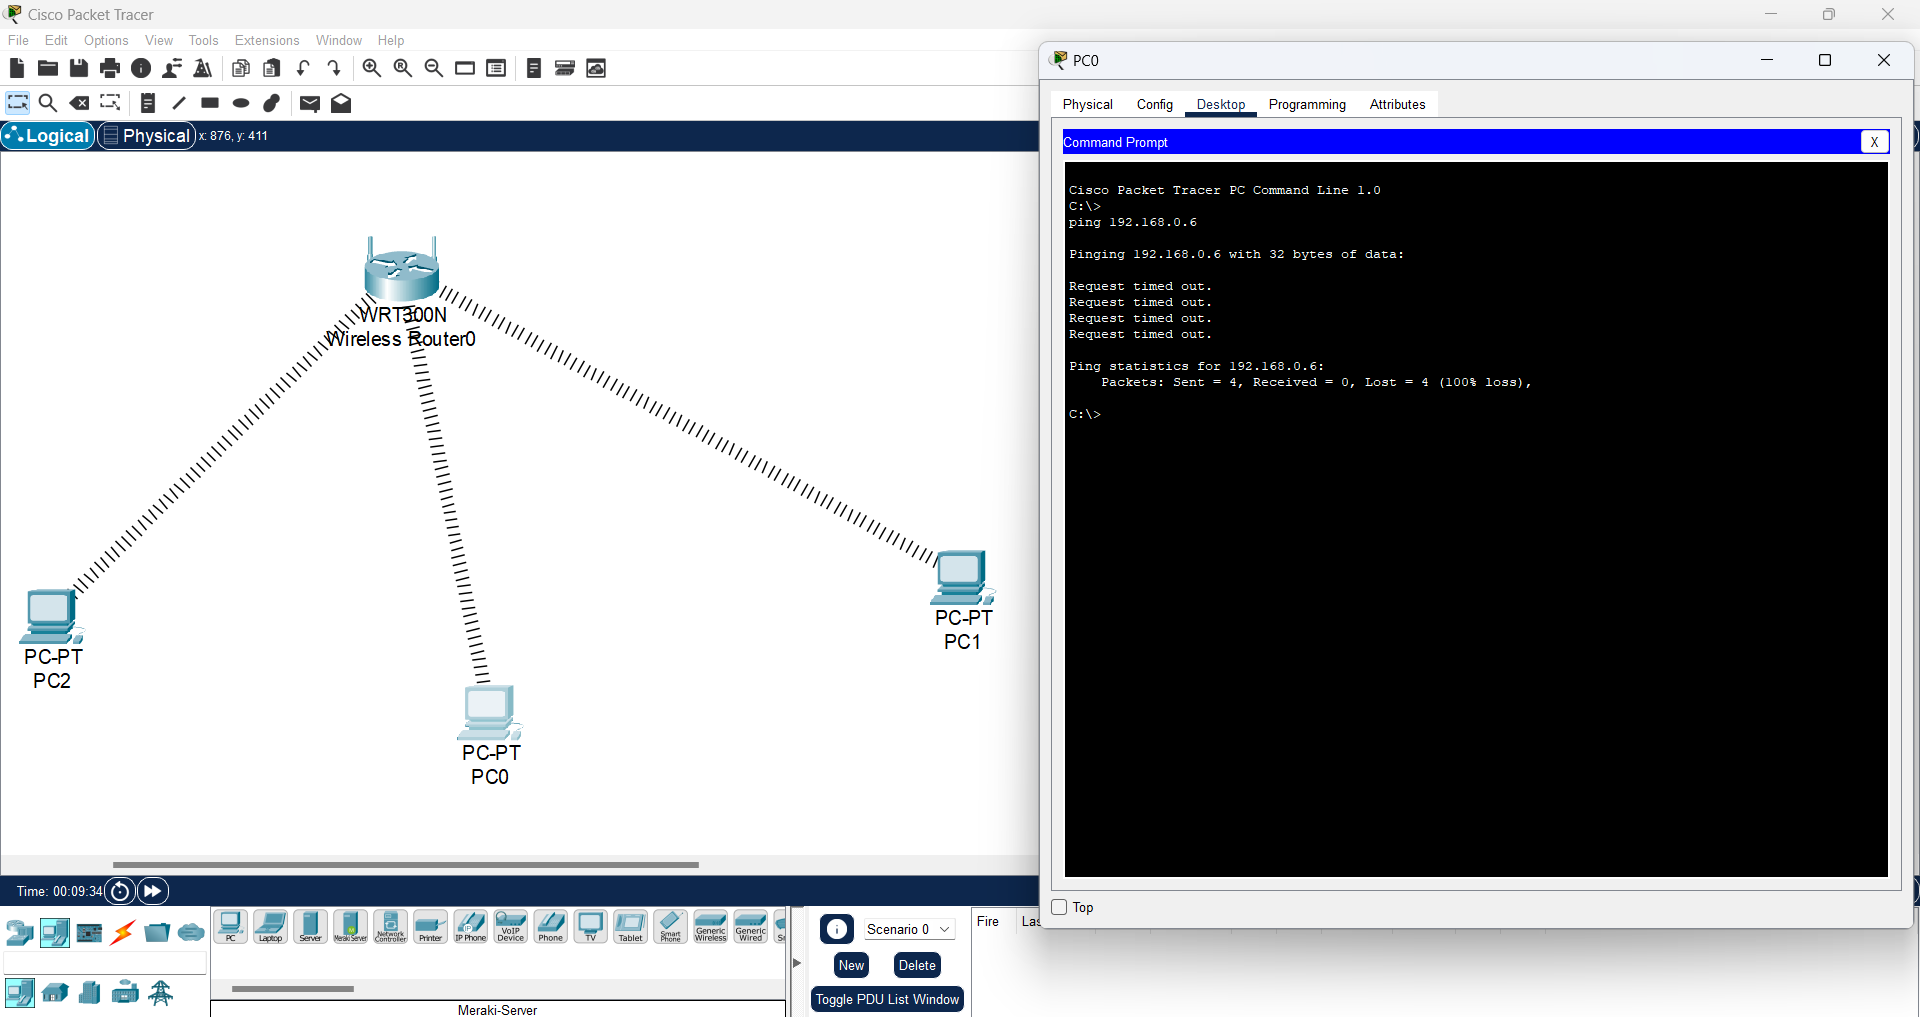 Cisco Packet Tracer
File Edit Options View Tools Extensions Window Help
Logical Physical x: 876, y: 411
WRT300N
Wireless Router0
PC-PT
PC2
PC-PT
PC0
PC-PT
PC1
PC0
Physical Config Desktop Programming Attributes
Command Prompt X
Cisco Packet Tracer PC Command Line 1.0
C:\>
ping 192.168.0.6
Pinging 192.168.0.6 with 32 bytes of data:
Request timed out.
Request timed out.
Request timed out.
Request timed out.
Ping statistics for 192.168.0.6:
Packets: Sent = 4, Received = 0, Lost = 4 (100% loss),
C:\>
Top
Time: 00:09:34
PC Laptop Server Meraki-Server Network Controller Printer IP Phone VoIP Device Phone TV Tablet Smart Phone Generic Wireless Generic Wired
Meraki-Server
Scenario 0
New Delete
Toggle PDU List Window
Fire Las